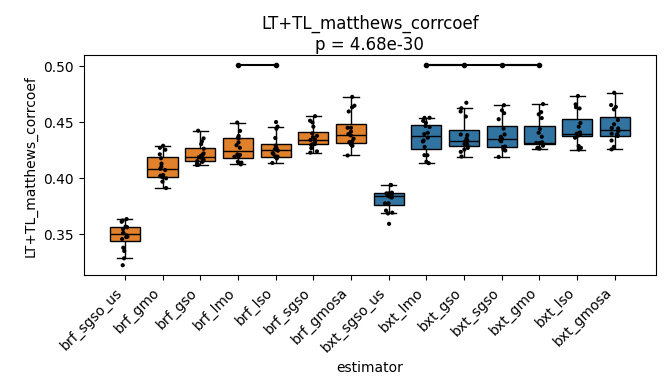 LT+TL_matthews_corrcoef
p = 4.68e-30
LT+TL_matthews_corrcoef
0.50
0.45
0.40
0.35
brf_sgso_us
brf_gmo
brf_gso
brf_lmo
brf_lso
brf_sgso
brf_gmosa
bxt_sgso_us
bxt_lmo
bxt_gso
bxt_sgso
bxt_gmo
bxt_lso
bxt_gmosa
estimator